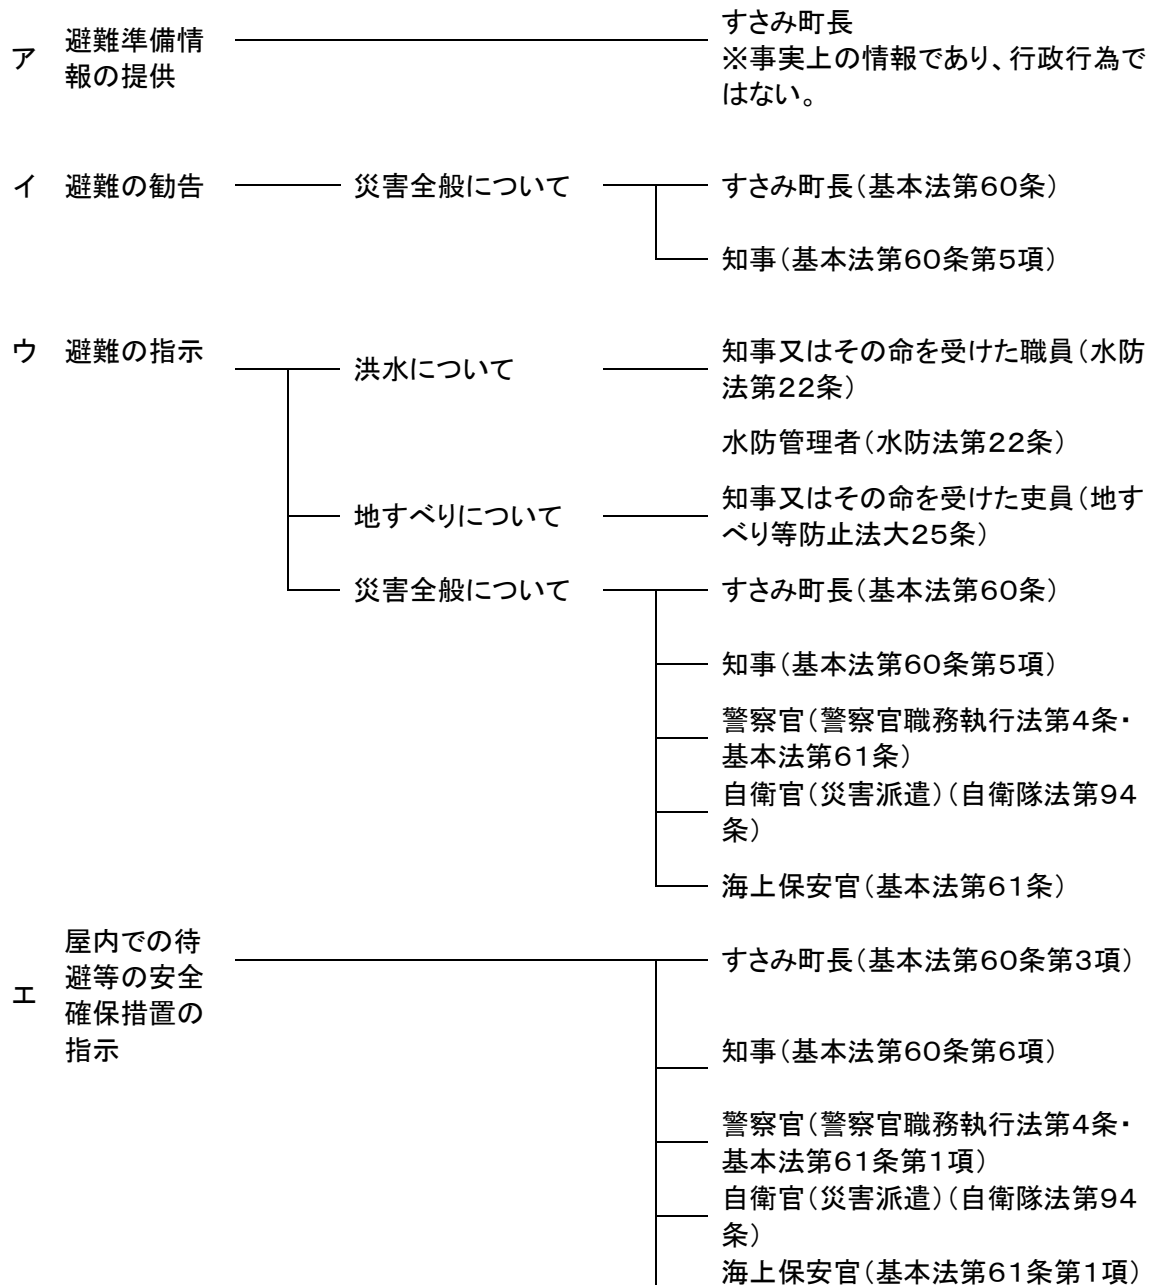 ア 避難準備情報の提供
すさみ町長
※事実上の情報であり、行政行為で
はない。
イ 避難の勧告 災害全般について すさみ町長（基本法第60条）
知事（基本法第60条第5項）
ウ 避難の指示
洪水について
知事又はその命を受けた職員（水防
法第22条）
水防管理者（水防法第22条）
地すべりについて
知事又はその命を受けた吏員（地す
べり等防止法大25条）
災害全般について すさみ町長（基本法第60条）
知事（基本法第60条第5項）
警察官（警察官職務執行法第4条・
基本法第61条）
自衛官（災害派遣）（自衛隊法第94
条）
海上保安官（基本法第61条）
エ
屋内での待
避等の安全
確保措置の
指示
すさみ町長（基本法第60条第3項）
知事（基本法第60条第6項）
警察官（警察官職務執行法第4条・
基本法第61条第1項）
自衛官（災害派遣）（自衛隊法第94
条）
海上保安官（基本法第61条第1項）